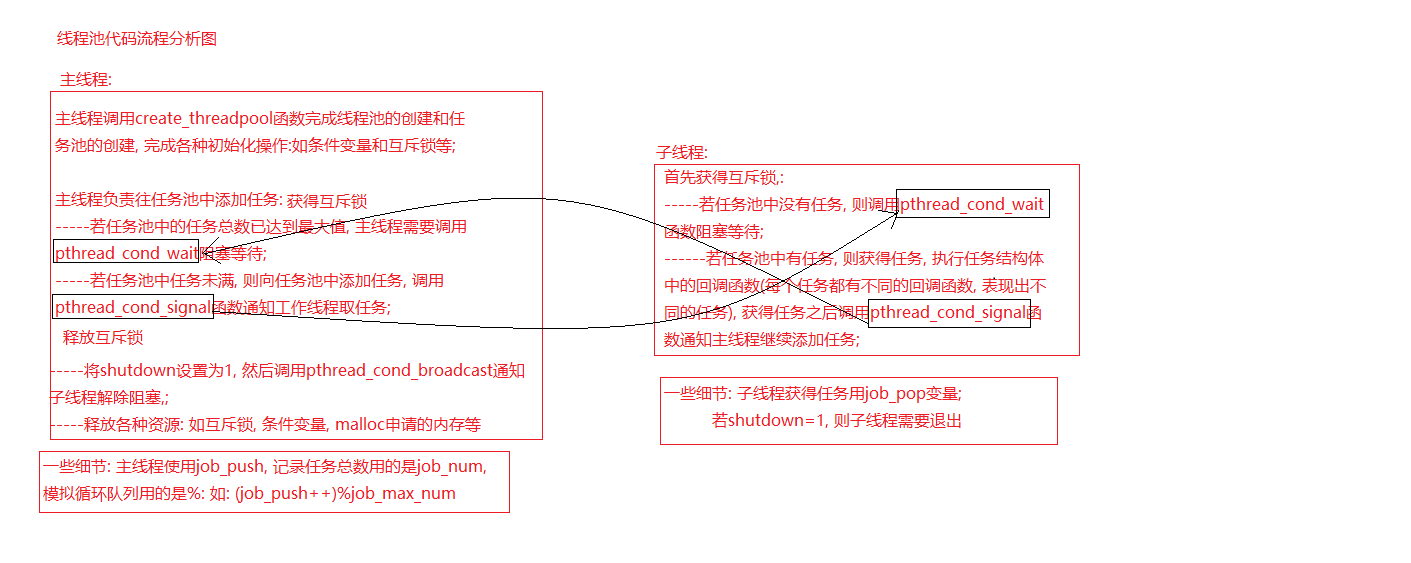 线程池代码流程分析图
主线程:
主线程调用create_threadpool函数完成线程池的创建和任
务池的创建, 完成各种初始化操作:如条件变量和互斥锁等;
主线程负责往任务池中添加任务: 获得互斥锁
-----若任务池中的任务总数已达到最大值, 主线程需要调用
pthread_cond_wait阻塞等待;
-----若任务池中任务未满, 则向任务池中添加任务, 调用
pthread_cond_signal函数通知工作线程取任务;
释放互斥锁
-----将shutdown设置为1, 然后调用pthread_cond_broadcast通知
子线程解除阻塞,;
-----释放各种资源: 如互斥锁, 条件变量, malloc申请的内存等
一些细节: 主线程使用job_push, 记录任务总数用的是job_num,
模拟循环队列用的是%: 如: (job_push++)%job_max_num
子线程:
首先获得互斥锁,:
-----若任务池中没有任务, 则调用pthread_cond_wait
函数阻塞等待;
------若任务池中有任务, 则获得任务, 执行任务结构体
中的回调函数(每个任务都有不同的回调函数, 表现出不
同的任务), 获得任务之后调用pthread_cond_signal函
数通知主线程继续添加任务;
一些细节: 子线程获得任务用job_pop变量;
若shutdown=1, 则子线程需要退出